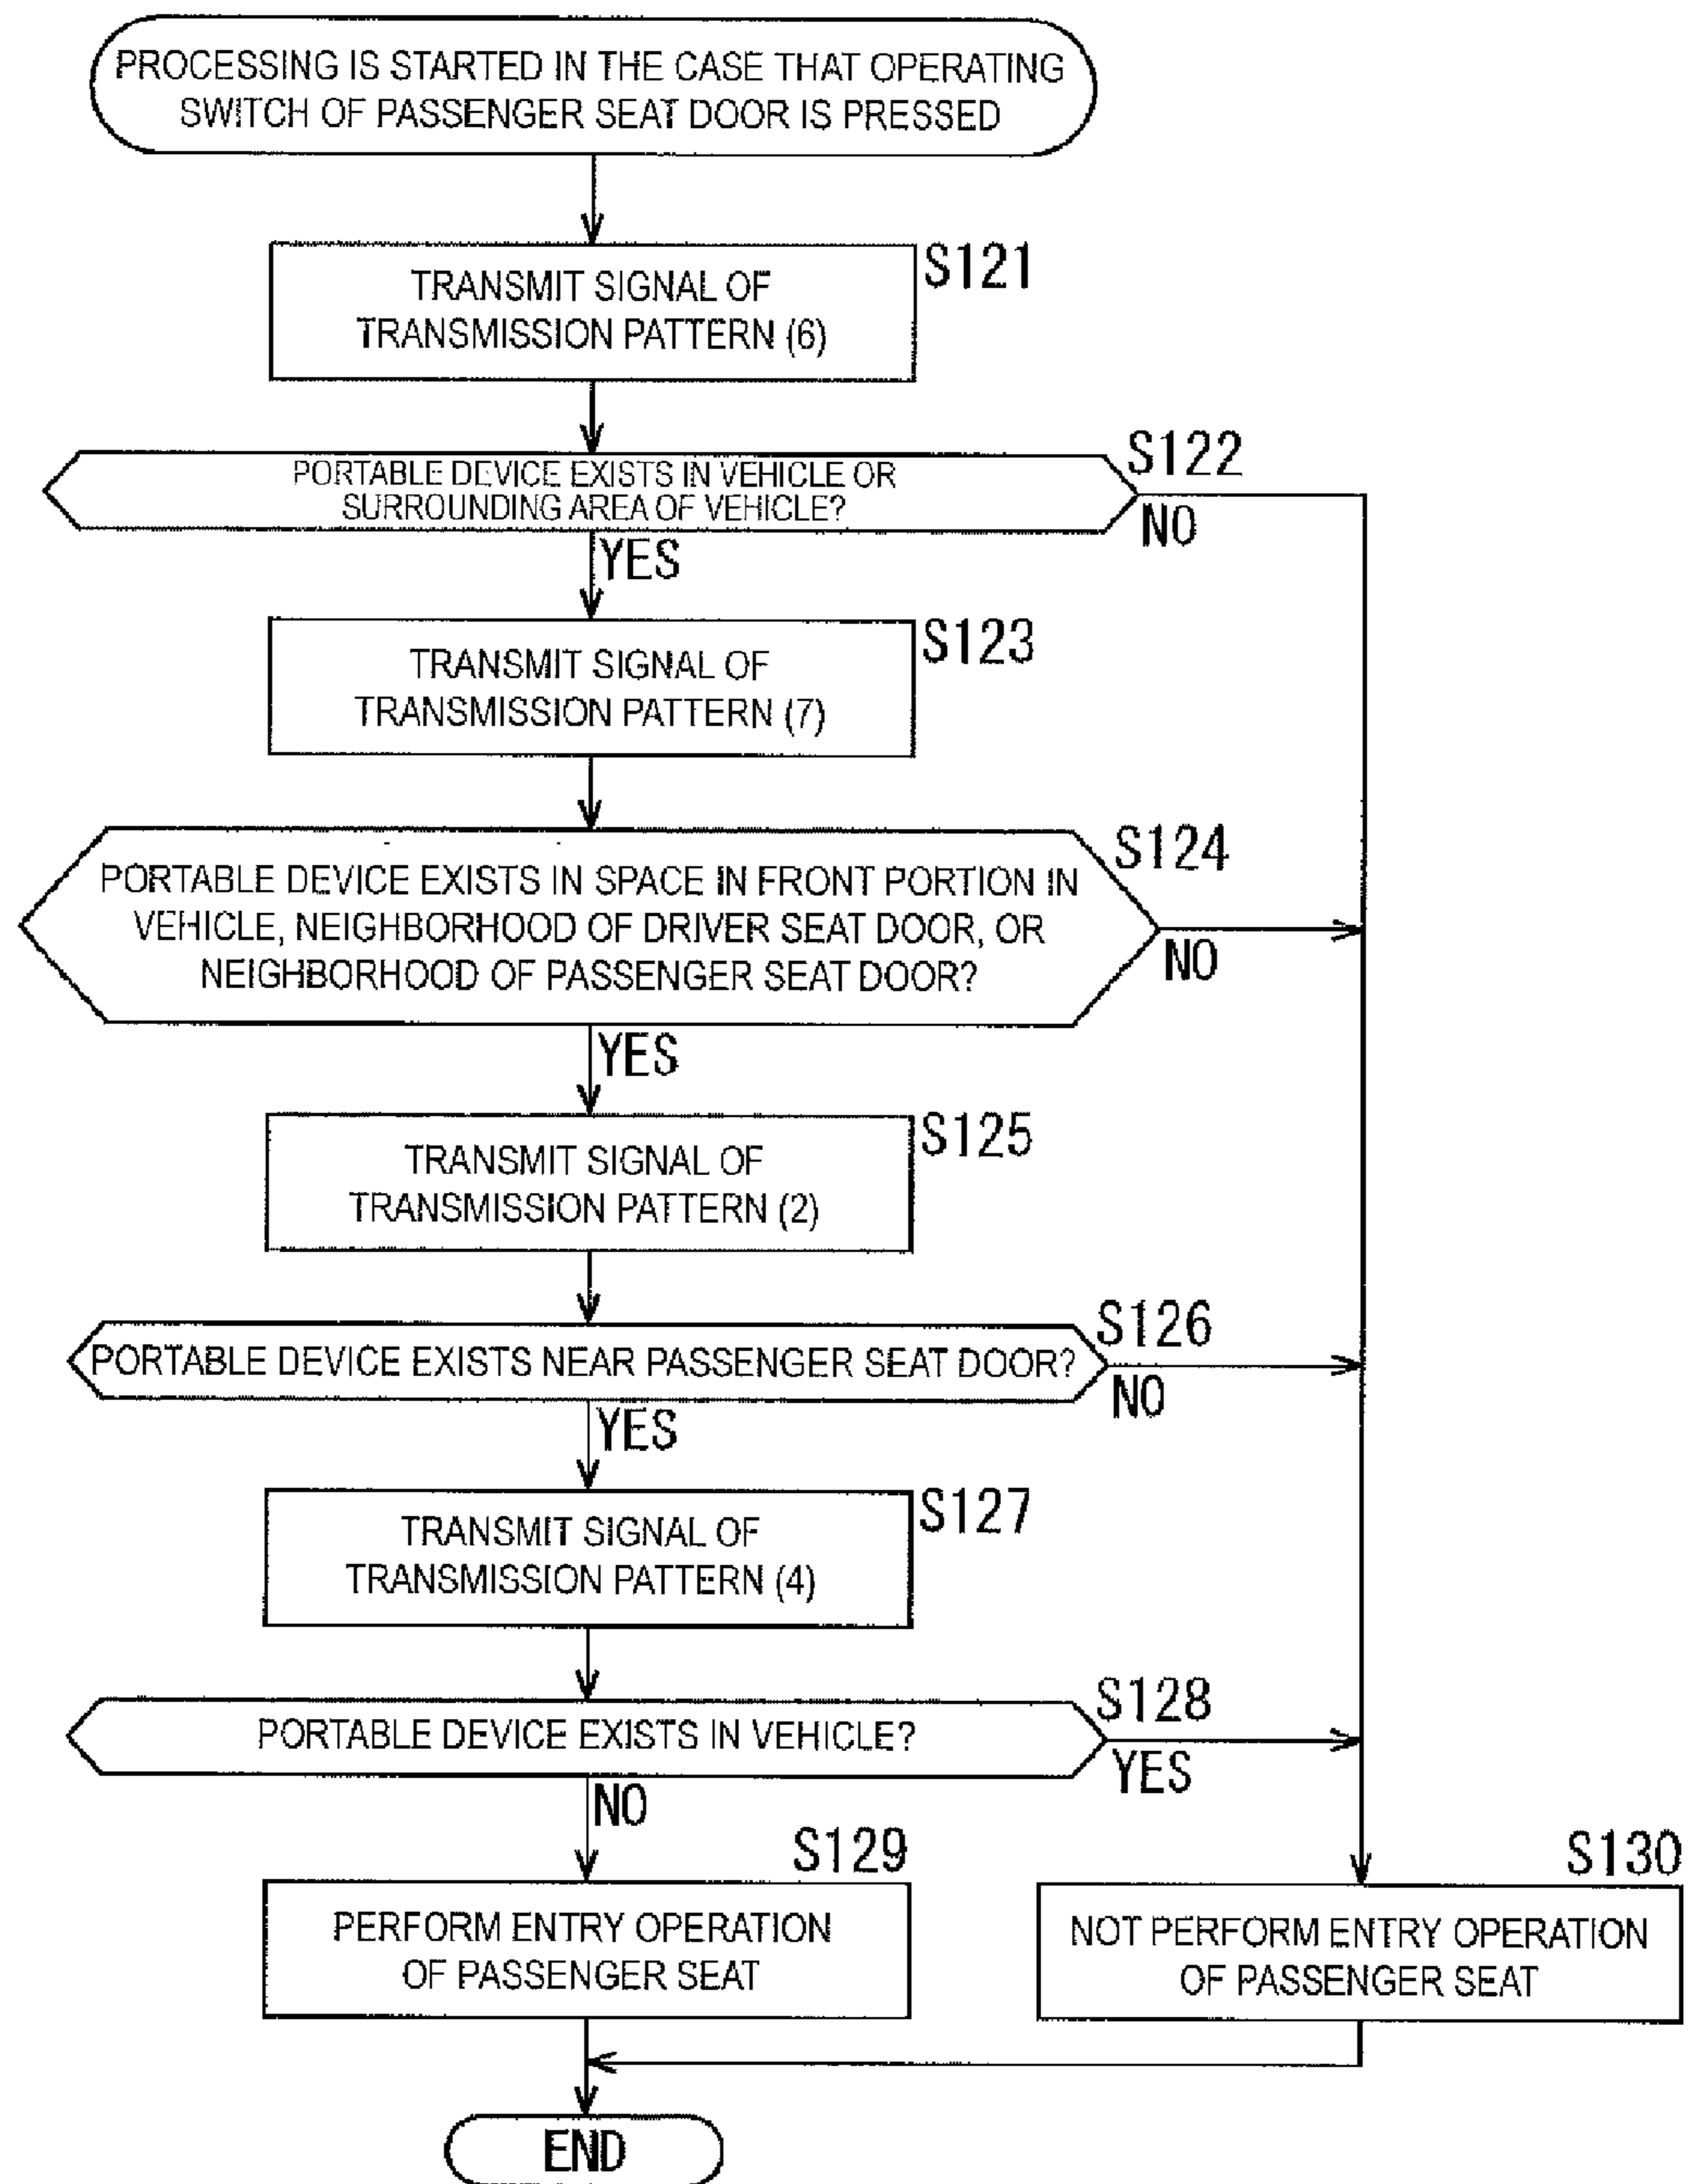 PROCESSING IS STARTED IN THE CASE THAT OPERATING
SWITCH OF PASSENGER SEAT DOOR IS PRESSED
S121
TRANSMIT SIGNAL OF
TRANSMISSION PATTERN (6)
S122
PORTABLE DEVICE EXISTS IN VEHICLE OR
SURROUNDING AREA OF VEHICLE?
NO
YES
S123
TRANSMIT SIGNAL OF
TRANSMISSION PATTERN (7)
S124
PORTABLE DEVICE EXISTS IN SPACE IN FRONT PORTION IN
VEHICLE, NEIGHBORHOOD OF DRIVER SEAT DOOR, OR
NEIGHBORHOOD OF PASSENGER SEAT DOOR?
NO
YES
S125
TRANSMIT SIGNAL OF
TRANSMISSION PATTERN (2)
S126
PORTABLE DEVICE EXISTS NEAR PASSENGER SEAT DOOR?
NO
YES
S127
TRANSMIT SIGNAL OF
TRANSMISSION PATTERN (4)
S128
PORTABLE DEVICE EXISTS IN VEHICLE?
YES
NO
S129
PERFORM ENTRY OPERATION
OF PASSENGER SEAT
S130
NOT PERFORM ENTRY OPERATION
OF PASSENGER SEAT
END